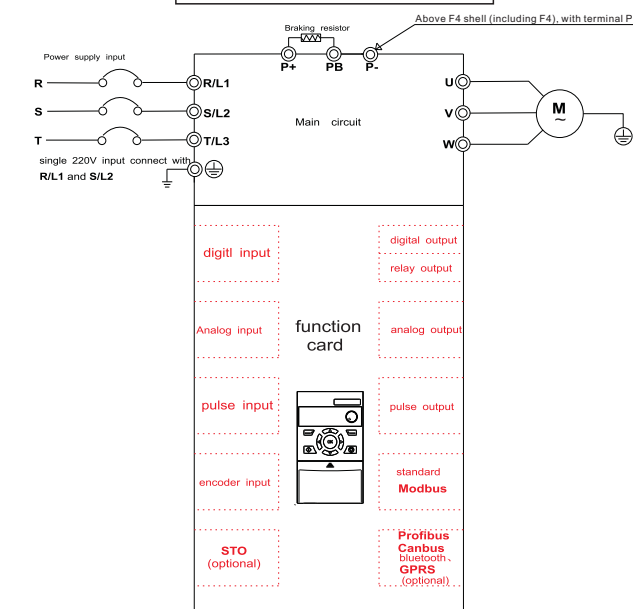 Above F4 shell (including F4), with terminal P
Braking resistor
P+ PB P-
Power supply input
R
R/L1
S
S/L2
T
T/L3
single 220V input connect with
R/L1 and S/L2
Main circuit
U
V
W
M
~
digitl input
digital output
relay output
Analog input
function
card
analog output
pulse input
pulse output
encoder input
standard
Modbus
STO
(optional)
Profibus
Canbus
bluetooth、
GPRS
(optional)